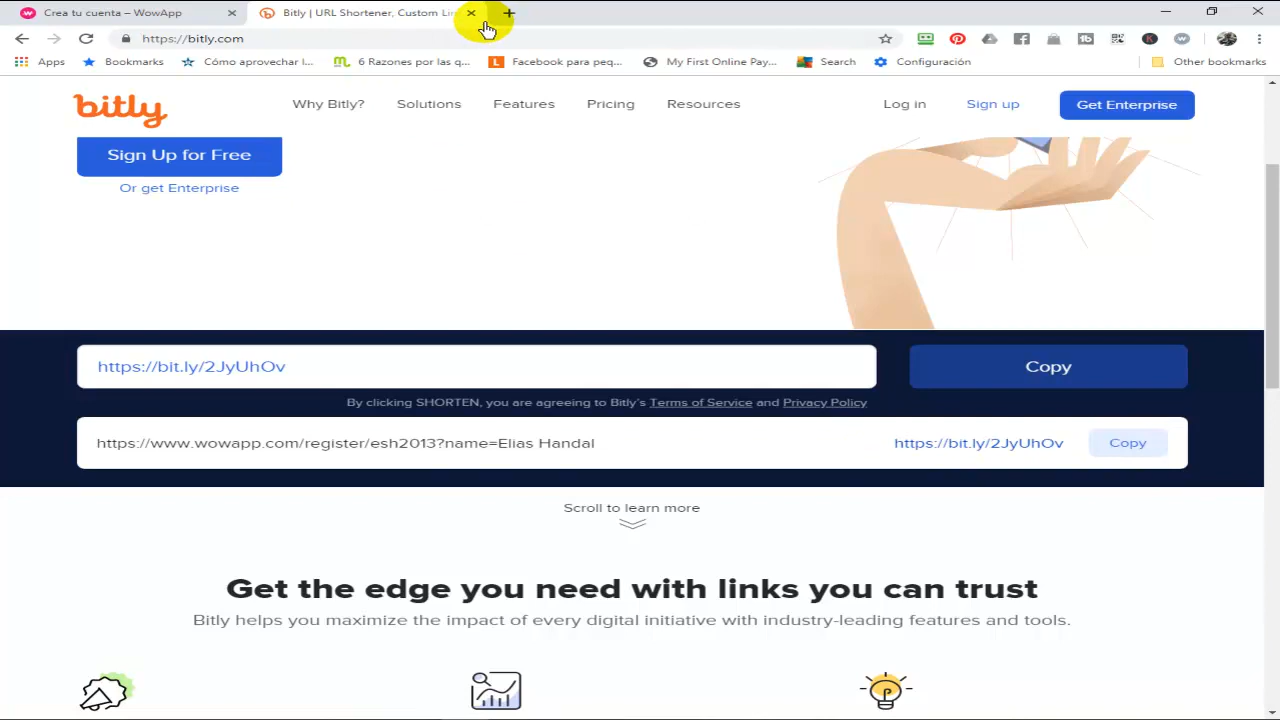 Crea tu cuenta – WowApp
Bitly | URL Shortener, Custom Lin
https://bitly.com
Apps Bookmarks Cómo aprovechar l... 6 Razones por las q... Facebook para peq... My First Online Pay... Search Configuración Other bookmarks
bitly Why Bitly? Solutions Features Pricing Resources Log in Sign up Get Enterprise
Sign Up for Free
Or get Enterprise
https://bit.ly/2JyUhOv Copy
By clicking SHORTEN, you are agreeing to Bitly's Terms of Service and Privacy Policy
https://www.wowapp.com/register/esh2013?name=Elias Handal https://bit.ly/2JyUhOv Copy
Scroll to learn more
Get the edge you need with links you can trust
Bitly helps you maximize the impact of every digital initiative with industry-leading features and tools.